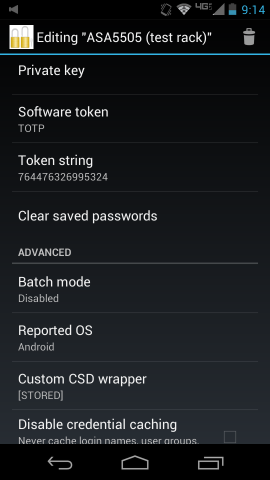 4G
9:14
Editing "ASA5505 (test rack)"
Private key
Software token
TOTP
Token string
764476326995324
Clear saved passwords
ADVANCED
Batch mode
Disabled
Reported OS
Android
Custom CSD wrapper
[STORED]
Disable credential caching
Never cache login names, user groups,